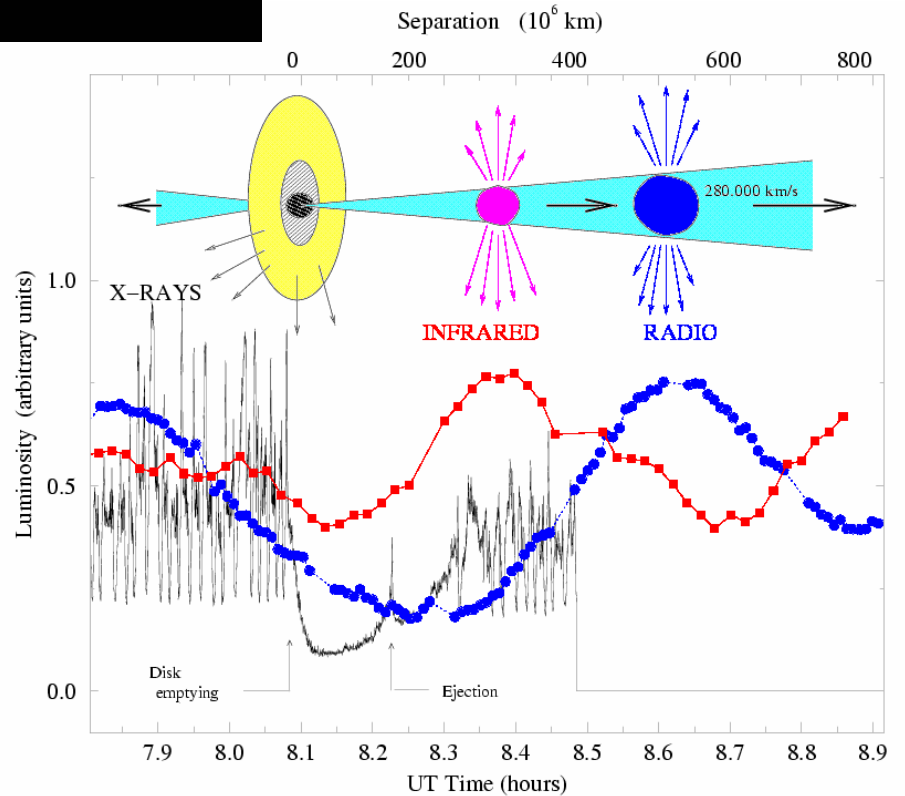 Separation (10^6 km)
0 200 400 600 800
280.000 km/s
1.0
X-RAYS
INFRARED RADIO
Luminosity (arbitrary units)
0.5
Disk
emptying
Ejection
0.0
7.9 8.0 8.1 8.2 8.3 8.4 8.5 8.6 8.7 8.8 8.9
UT Time (hours)